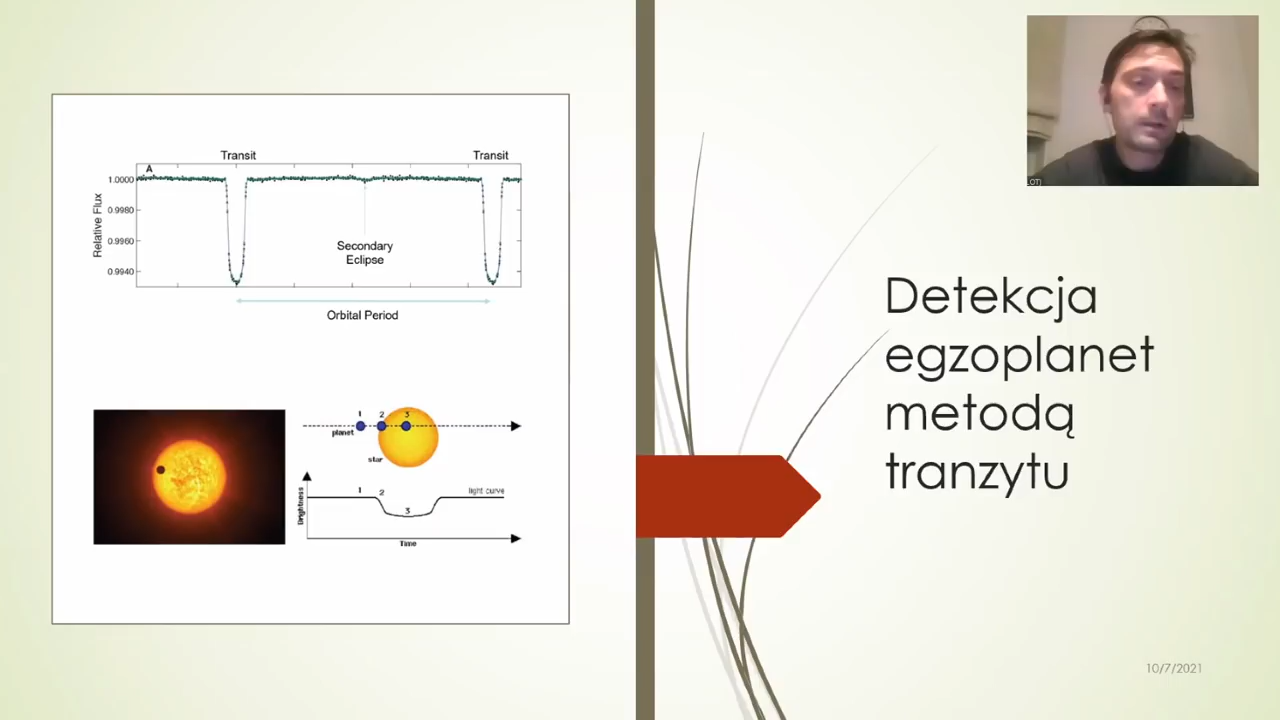 Transit
Transit
A
1.0000
0.9980
0.9960
0.9940
Relative Flux
Secondary
Eclipse
Orbital Period
1
2
3
planet
star
Brightness
1
2
3
light curve
Time
Detekcja
egzoplanet
metodą
tranzytu
LOT)
10/7/2021